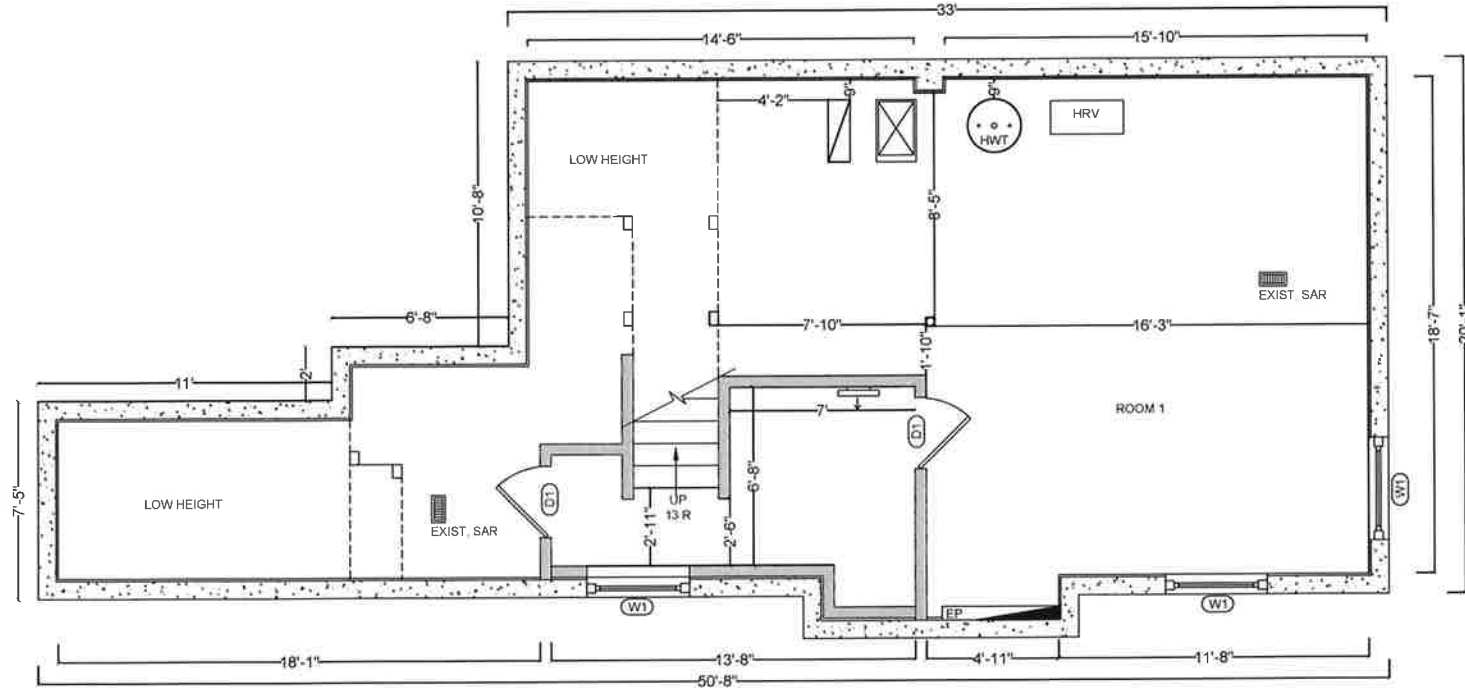 33'
14'-6"
15'-10"
4'-2"
9"
9"
HWT
HRV
LOW HEIGHT
10'-8"
8'-5"
EXIST, SAR
18'-7"
20'-1"
6'-8"
7'-10"
16'-3"
1'-10"
11'
2'
7'
D1
ROOM 1
7'-5"
LOW HEIGHT
EXIST, SAR
D1
UP
13 R
2'-11"
2'-6"
6'-8"
W1
W1
EP
W1
18'-1"
13'-8"
4'-11"
11'-8"
50'-8"